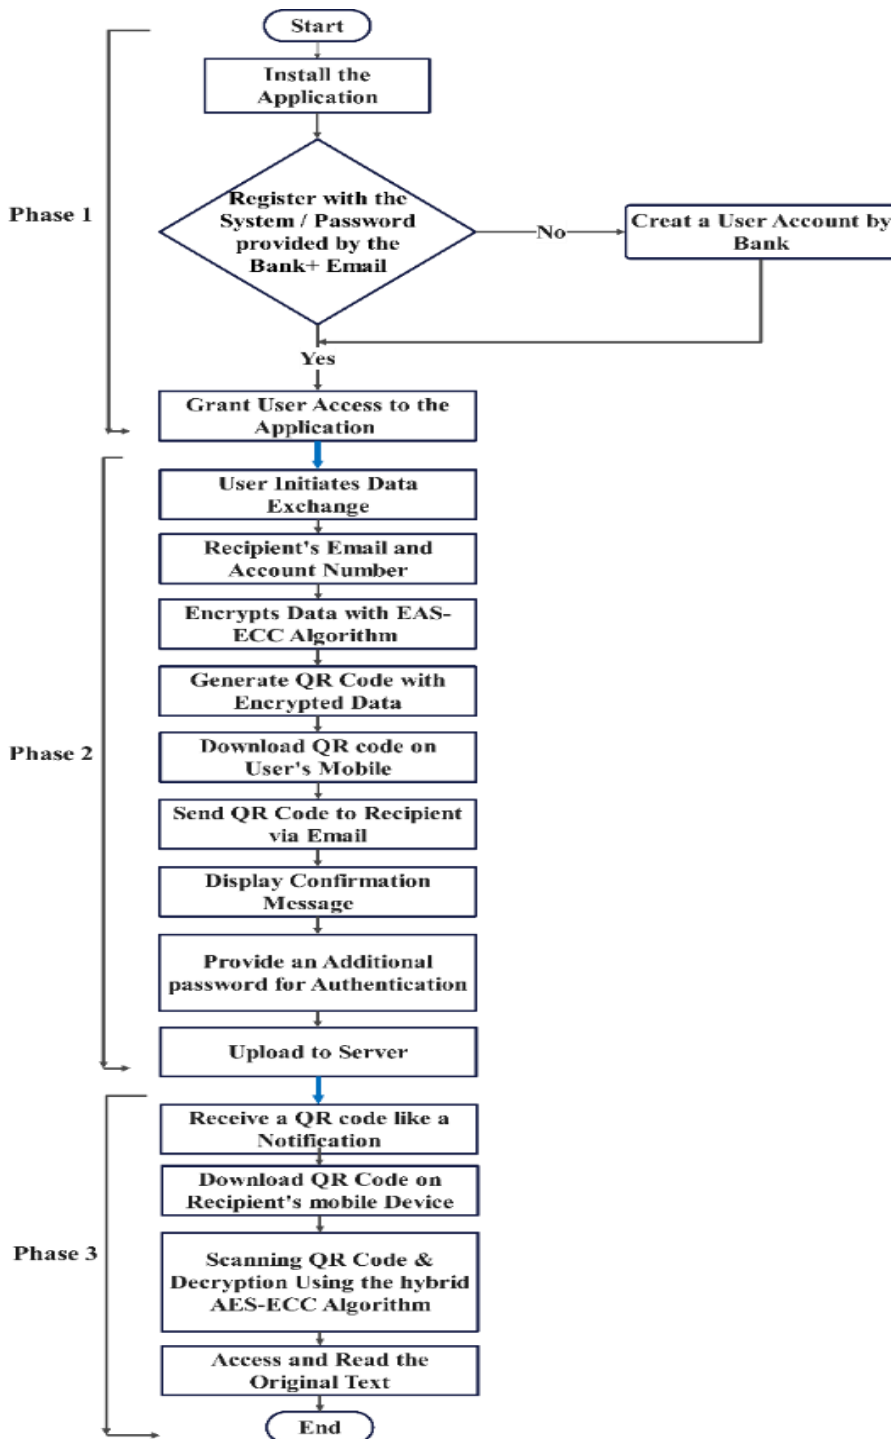 Start
Install the
Application
Phase 1
Register with the
System / Password
provided by the
Bank+ Email
No
Creat a User Account by
Bank
Yes
Grant User Access to the
Application
User Initiates Data
Exchange
Recipient's Email and
Account Number
Encrypts Data with EAS-
ECC Algorithm
Generate QR Code with
Encrypted Data
Phase 2
Download QR code on
User's Mobile
Send QR Code to Recipient
via Email
Display Confirmation
Message
Provide an Additional
password for Authentication
Upload to Server
Receive a QR code like a
Notification
Download QR Code on
Recipient's mobile Device
Phase 3
Scanning QR Code &
Decryption Using the hybrid
AES-ECC Algorithm
Access and Read the
Original Text
End